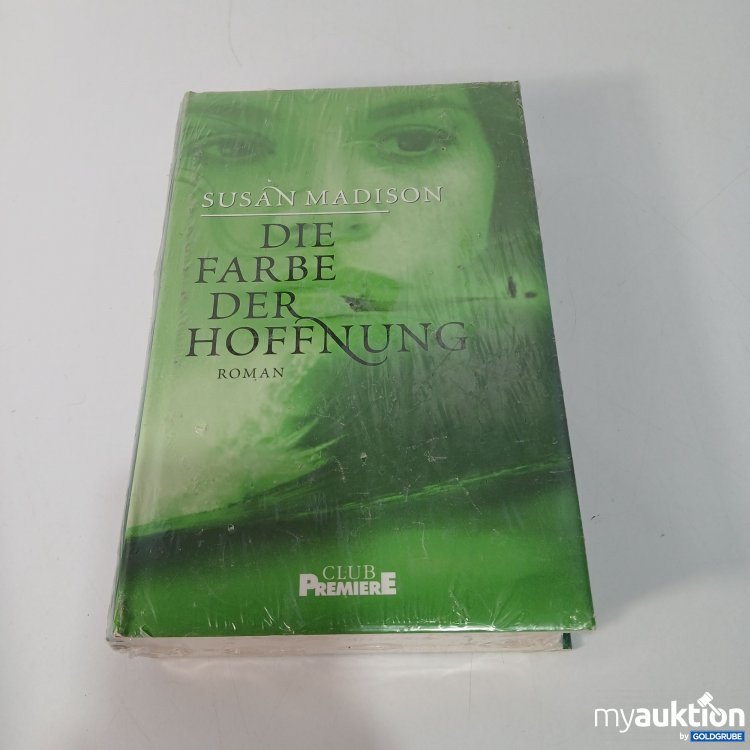 SUSAN MADISON
DIE
FARBE
DER
HOFFNUNG
ROMAN
CLUB
PREMIERE
myauktion
by GOLDGRUBE